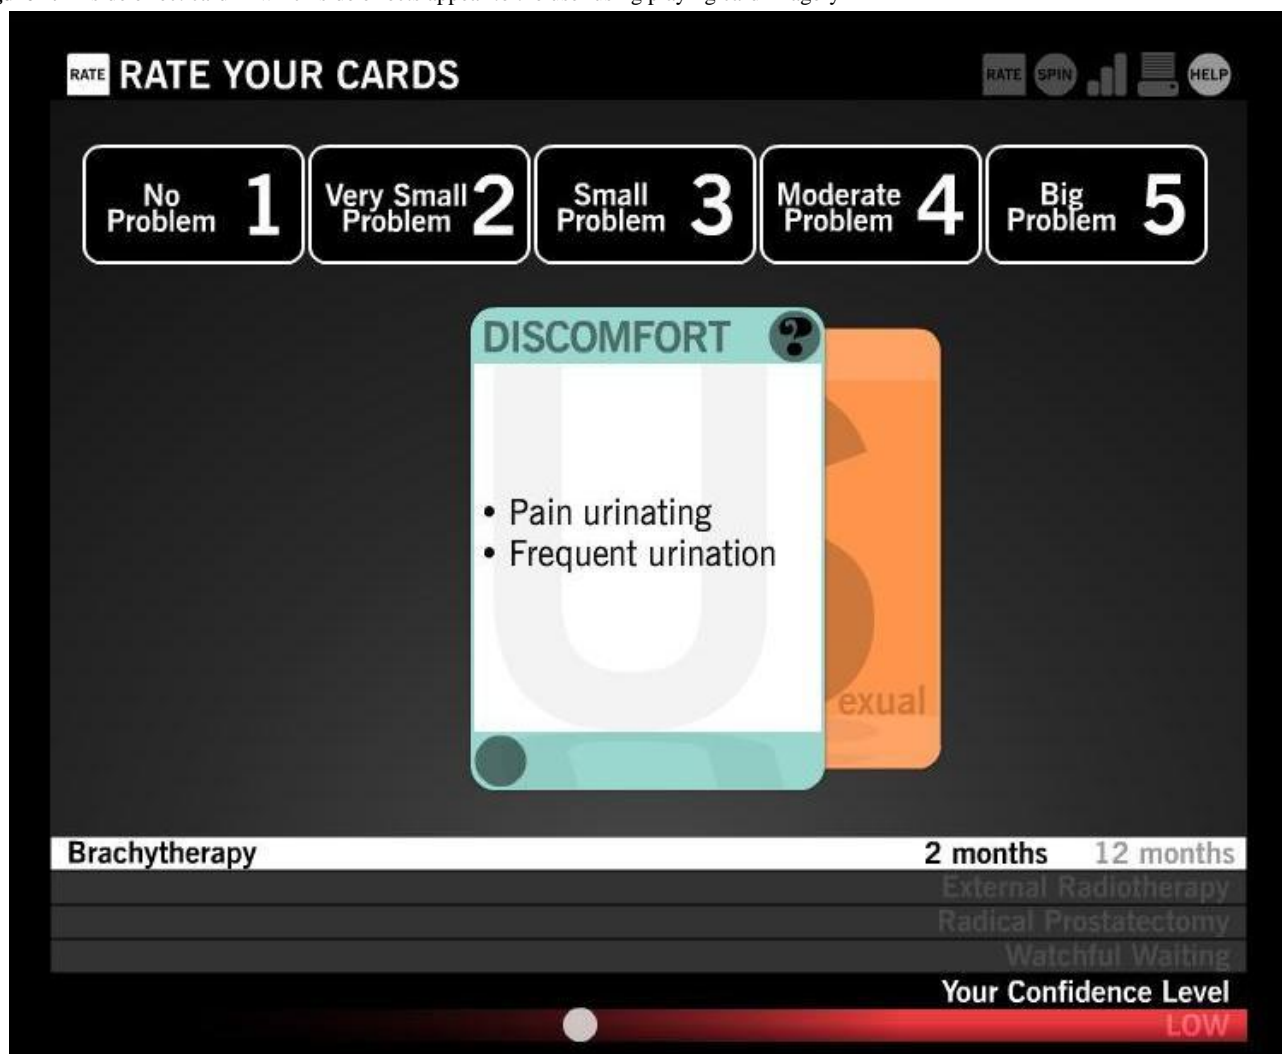 RATE RATE YOUR CARDS
RATE SPIN HELP
No Problem 1
Very Small Problem 2
Small Problem 3
Moderate Problem 4
Big Problem 5
DISCOMFORT ?
U
S
• Pain urinating
• Frequent urination
exual
Brachytherapy 2 months 12 months
External Radiotherapy
Radical Prostatectomy
Watchful Waiting
Your Confidence Level
LOW